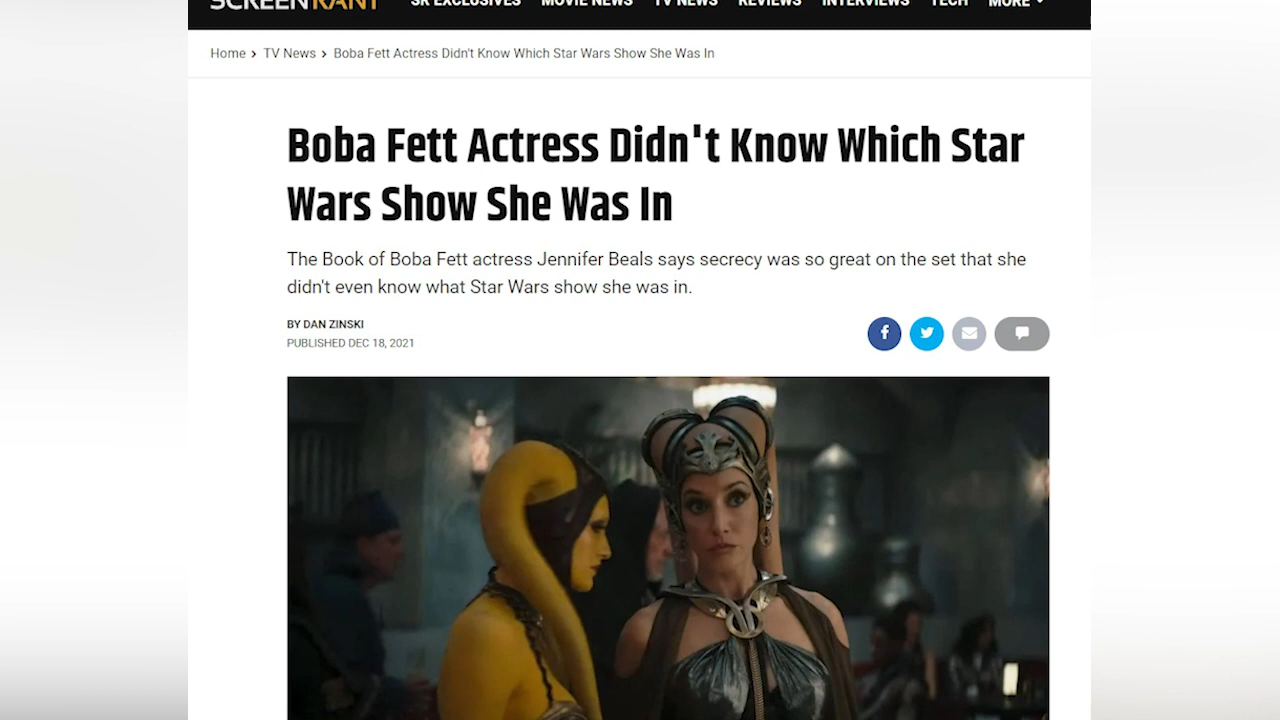 SCREENRANT SR EXCLUSIVES MOVIE NEWS TV NEWS REVIEWS INTERVIEWS TECH MORE
Home > TV News > Boba Fett Actress Didn't Know Which Star Wars Show She Was In
Boba Fett Actress Didn't Know Which Star
Wars Show She Was In
The Book of Boba Fett actress Jennifer Beals says secrecy was so great on the set that she
didn't even know what Star Wars show she was in.
BY DAN ZINSKI
PUBLISHED DEC 18, 2021